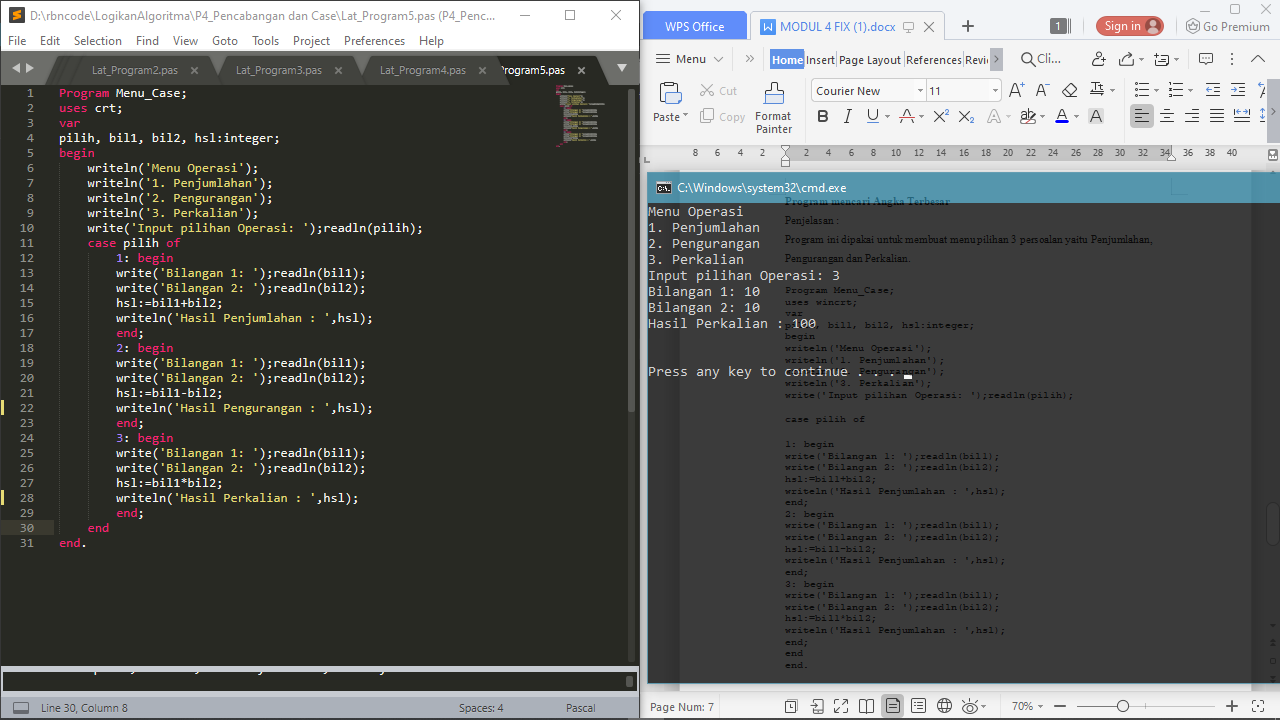 D:\rbncode\LogikanAlgoritma\P4_Pencabangan dan Case\Lat_Program5.pas (P4_Penc...
File Edit Selection Find View Goto Tools Project Preferences Help
Lat_Program2.pas Lat_Program3.pas Lat_Program4.pas rogram5.pas
1 Program Menu_Case;
2 uses crt;
3 var
4 pilih, bil1, bil2, hsl:integer;
5 begin
6 writeln('Menu Operasi');
7 writeln('1. Penjumlahan');
8 writeln('2. Pengurangan');
9 writeln('3. Perkalian');
10 write('Input pilihan Operasi: ');readln(pilih);
11 case pilih of
12 1: begin
13 write('Bilangan 1: ');readln(bil1);
14 write('Bilangan 2: ');readln(bil2);
15 hsl:=bil1+bil2;
16 writeln('Hasil Penjumlahan : ',hsl);
17 end;
18 2: begin
19 write('Bilangan 1: ');readln(bil1);
20 write('Bilangan 2: ');readln(bil2);
21 hsl:=bil1-bil2;
22 writeln('Hasil Pengurangan : ',hsl);
23 end;
24 3: begin
25 write('Bilangan 1: ');readln(bil1);
26 write('Bilangan 2: ');readln(bil2);
27 hsl:=bil1*bil2;
28 writeln('Hasil Perkalian : ',hsl);
29 end;
30 end
31 end.
Line 30, Column 8 Spaces: 4 Pascal
WPS Office MODUL 4 FIX (1).docx 1 Sign in Go Premium
Menu Home Insert Page Layout References Revi Cli...
Paste Cut Copy Format Painter Courier New 11
8 6 4 2 2 4 6 8 10 12 14 16 18 20 22 24 26 28 30 32 34 36 38 40
C:\Windows\system32\cmd.exe
Menu Operasi
1. Penjumlahan
2. Pengurangan
3. Perkalian
Input pilihan Operasi: 3
Bilangan 1: 10
Bilangan 2: 10
Hasil Perkalian : 100
Press any key to continue . . .
Program mencari Angka Terbesar
Penjelasan :
Program ini dipakai untuk membuat menu pilihan 3 persoalan yaitu Penjumlahan,
Pengurangan dan Perkalian.
Program Menu_Case;
uses wincrt;
var
bil1, bil2, hsl:integer;
begin
writeln('Menu Operasi');
writeln('1. Penjumlahan');
Pengurangan');
writeln('3. Perkalian');
write('Input pilihan Operasi: ');readln(pilih);
case pilih of
1: begin
write('Bilangan 1: ');readln(bil1);
write('Bilangan 2: ');readln(bil2);
hsl:=bil1+bil2;
writeln('Hasil Penjumlahan : ',hsl);
end;
2: begin
write('Bilangan 1: ');readln(bil1);
write('Bilangan 2: ');readln(bil2);
hsl:=bil1-bil2;
writeln('Hasil Penjumlahan : ',hsl);
end;
3: begin
write('Bilangan 1: ');readln(bil1);
write('Bilangan 2: ');readln(bil2);
hsl:=bil1*bil2;
writeln('Hasil Penjumlahan : ',hsl);
end;
end
end.
Page Num: 7 70%